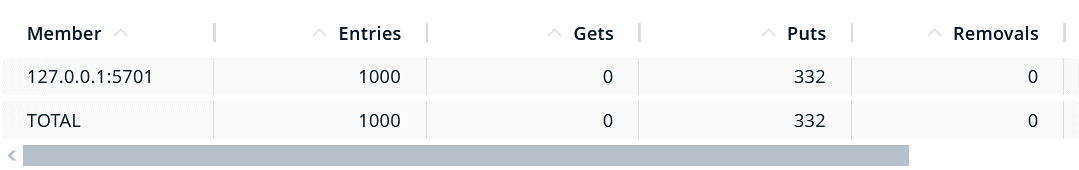 Member Entries Gets Puts Removals
127.0.0.1:5701 1000 0 332 0
TOTAL 1000 0 332 0